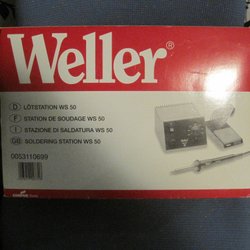 Weller®
D LÖTSTATION WS 50
F STATION DE SOUDAGE WS 50
I STAZIONE DI SALDATURA WS 50
GB SOLDERING STATION WS 50
0053110699